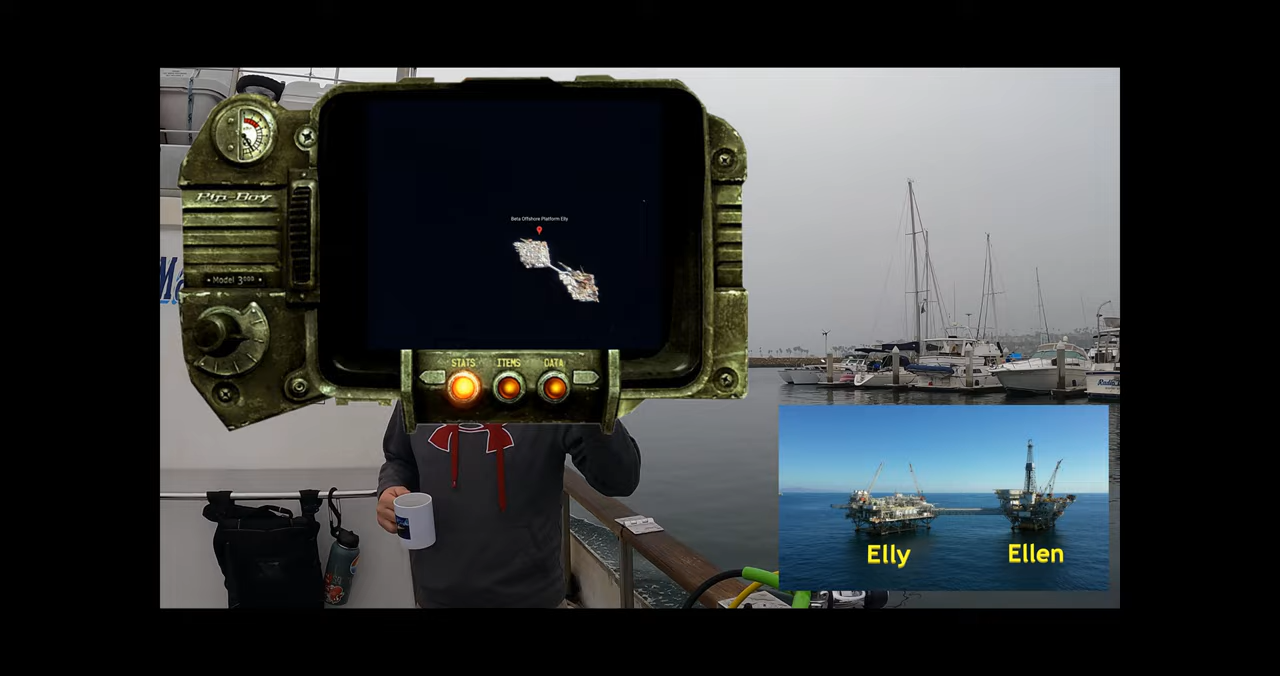 Pip-Boy
Model 3000
Beta Offshore Platform Elly
STATS
ITEMS
DATA
Elly
Ellen